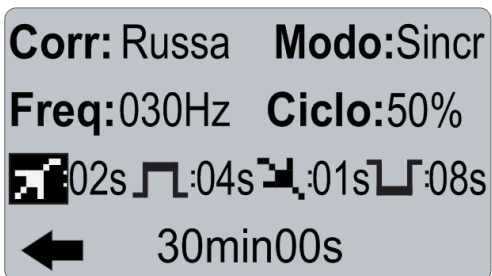 Corr: Russa Modo:Sincr
Freq:030Hz Ciclo:50%
:02s :04s :01s :08s
30min00s